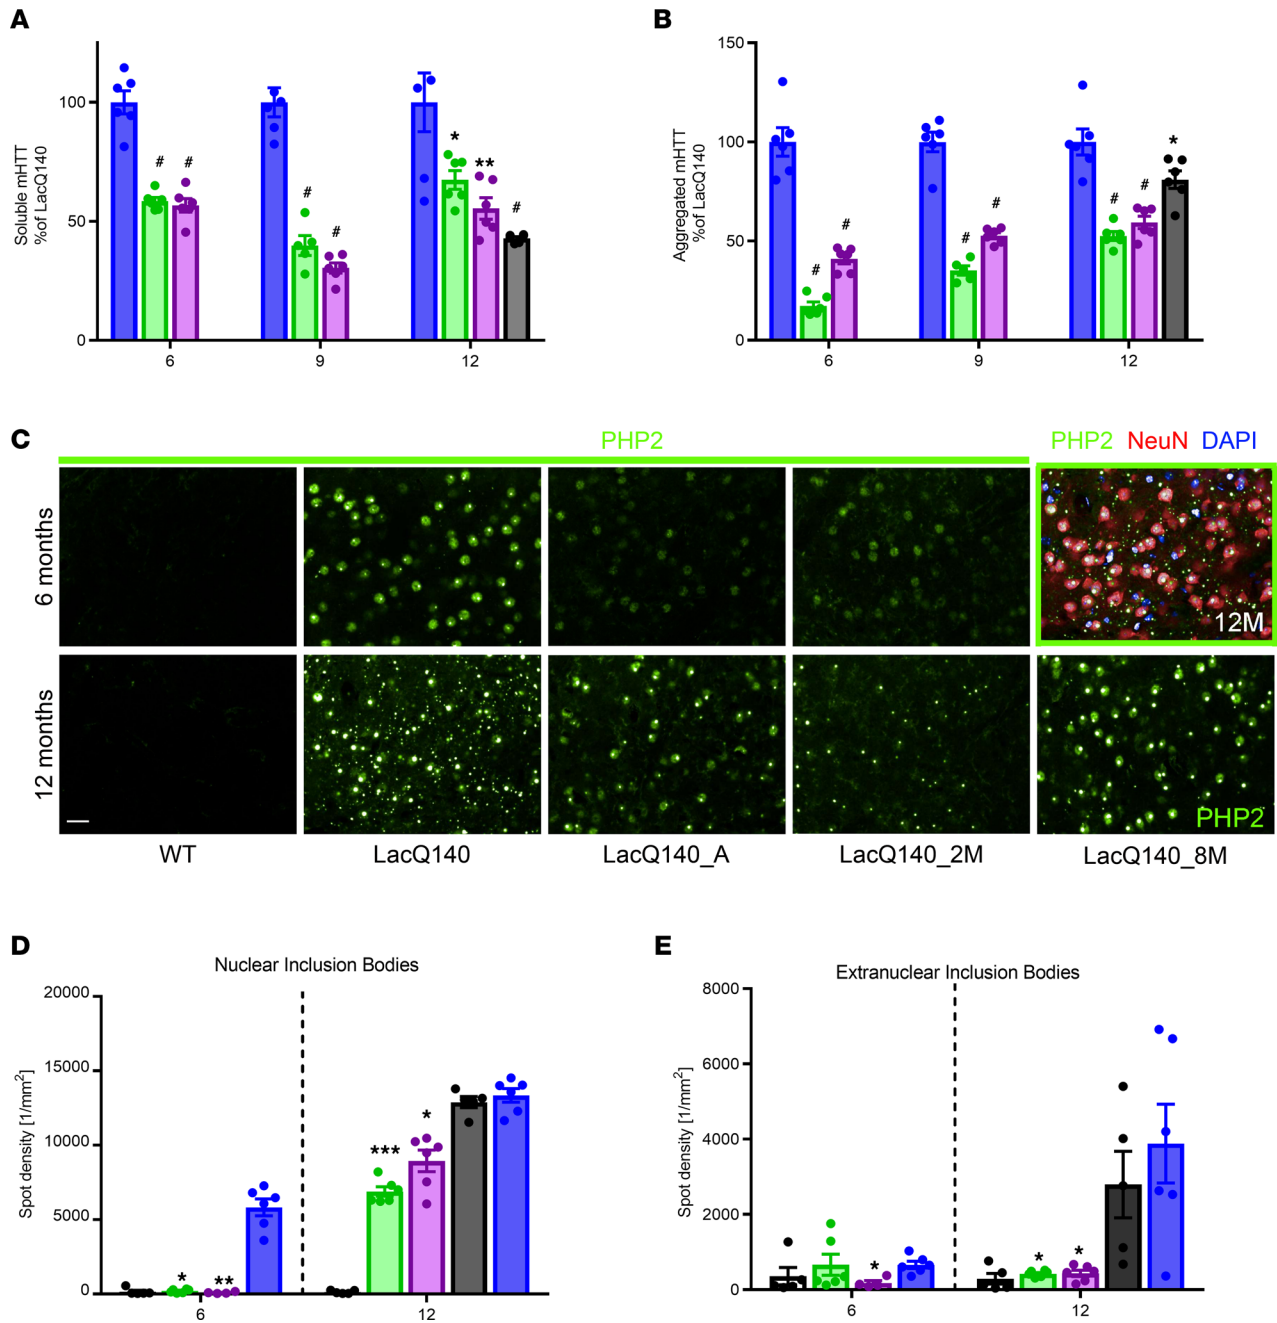 A
Soluble mHTT
%of LacQ140
100
50
0
#
#
#
#
*
**
#
6
9
12
B
Aggregated mHTT
%of LacQ140
150
100
50
0
#
#
#
#
#
#
*
6
9
12
C
PHP2
PHP2 NeuN DAPI
6 months
12M
12 months
PHP2
WT
LacQ140
LacQ140_A
LacQ140_2M
LacQ140_8M
D
Nuclear Inclusion Bodies
Spot density [1/mm2]
20000
15000
10000
5000
0
*
**
***
*
6
12
E
Extranuclear Inclusion Bodies
Spot density [1/mm2]
8000
6000
4000
2000
0
*
*
*
6
12